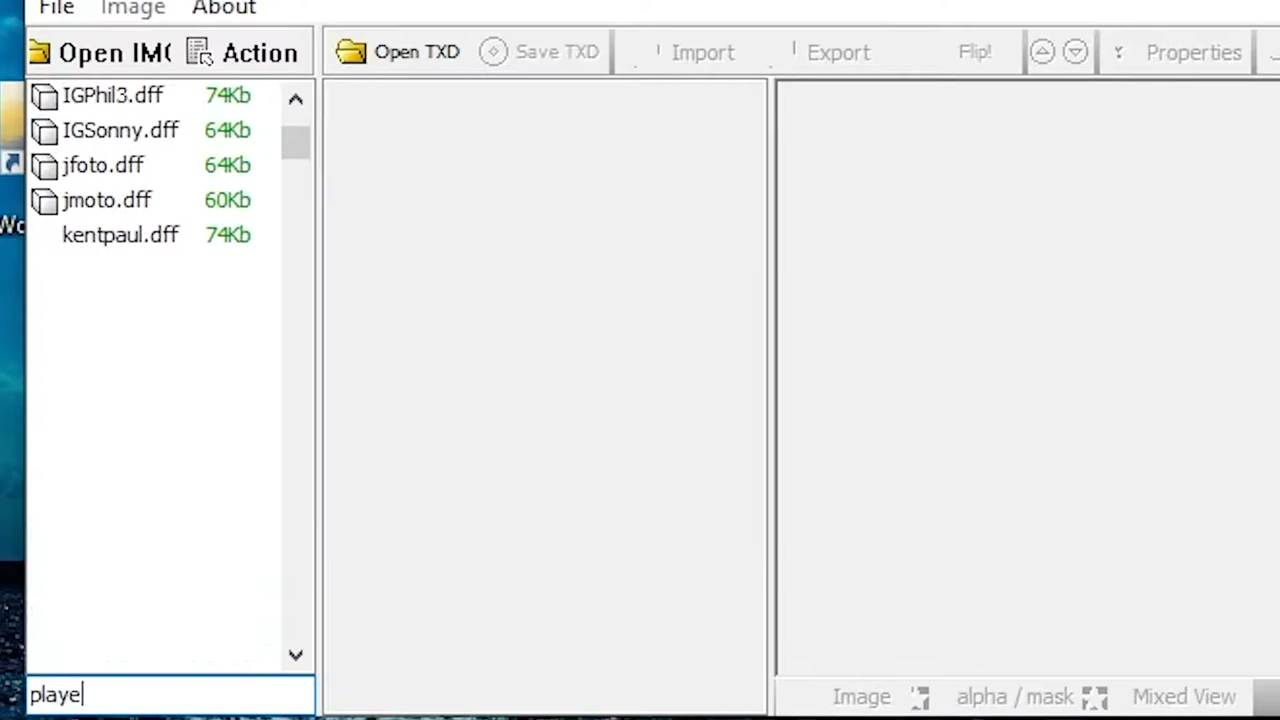 File Image About
Open IM Action
Open TXD Save TXD Import Export Flip! Properties
IGPhil3.dff 74Kb
IGSonny.dff 64Kb
jfoto.dff 64Kb
jmoto.dff 60Kb
kentpaul.dff 74Kb
playe
Image alpha / mask Mixed View